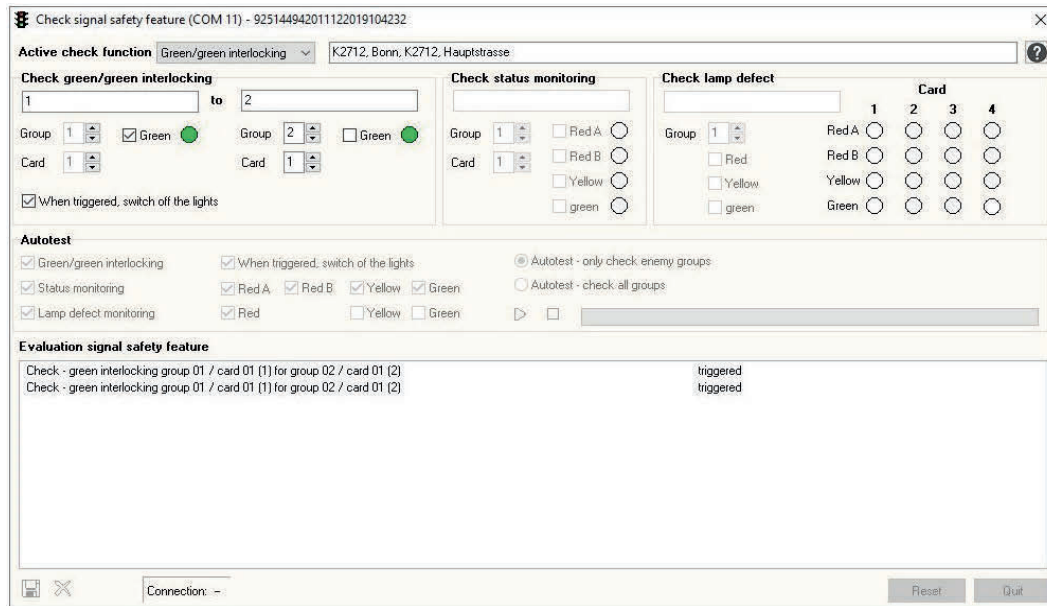 Check signal safety feature (COM 11) - 925144942011122019104232
Active check function Green/green interlocking K2712, Bonn, K2712, Hauptstrasse
Check green/green interlocking
1 to 2
Group 1 Green Group 2 Green
Card 1 Card 1
When triggered, switch off the lights
Check status monitoring
Group 1 Red A
Card 1 Red B
Yellow
green
Check lamp defect
Card
1 2 3 4
Group 1 Red A
Red Red B
Yellow Yellow
green Green
Autotest
Green/green interlocking When triggered, switch of the lights Autotest - only check enemy groups
Status monitoring Red A Red B Yellow Green Autotest - check all groups
Lamp defect monitoring Red Yellow Green
Evaluation signal safety feature
Check - green interlocking group 01 / card 01 (1) for group 02 / card 01 (2) triggered
Check - green interlocking group 01 / card 01 (1) for group 02 / card 01 (2) triggered
Connection: - Reset Quit